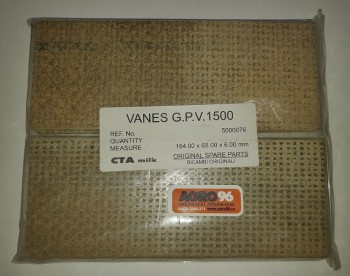 VANES G.P.V.1500
REF. No. 5000076
QUANTITY
MEASURE 164.00 x 65.00 x 6.00 mm
CTA mille ORIGINAL SPARE PARTS
RICAMBI ORIGINALI
AGRO96